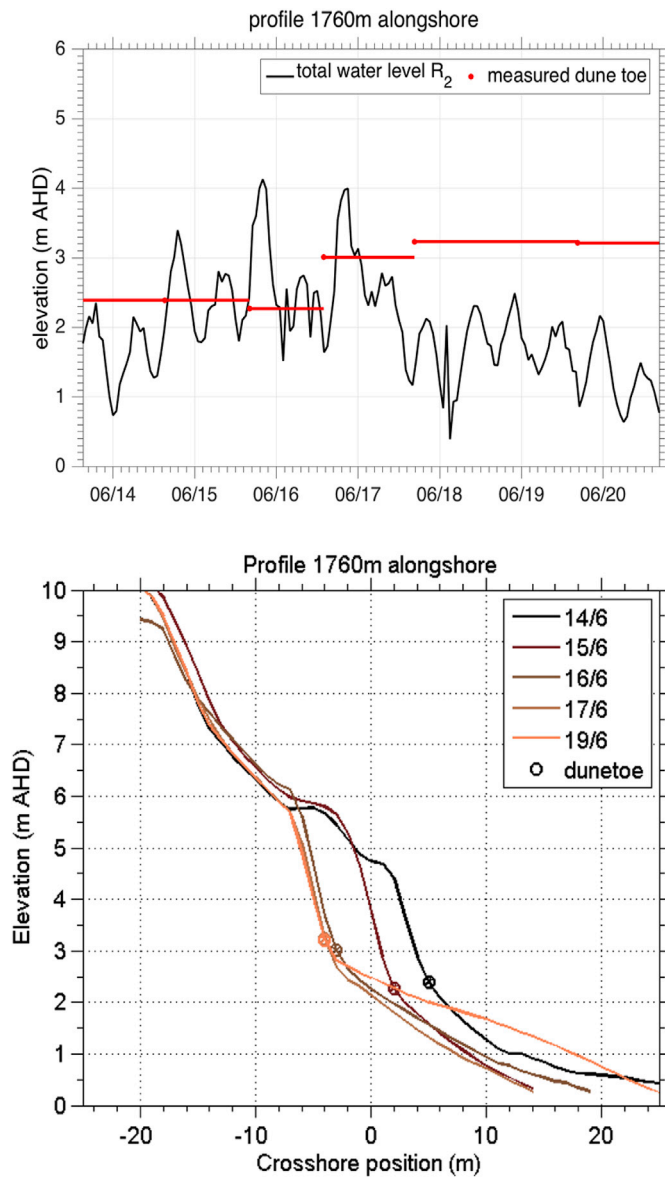 profile 1760m alongshore
total water level R2
measured dune toe
elevation (m AHD)
6
5
4
3
2
1
0
06/14 06/15 06/16 06/17 06/18 06/19 06/20
Profile 1760m alongshore
14/6
15/6
16/6
17/6
19/6
dunetoe
Elevation (m AHD)
10
9
8
7
6
5
4
3
2
1
0
-20 -10 0 10 20
Crosshore position (m)